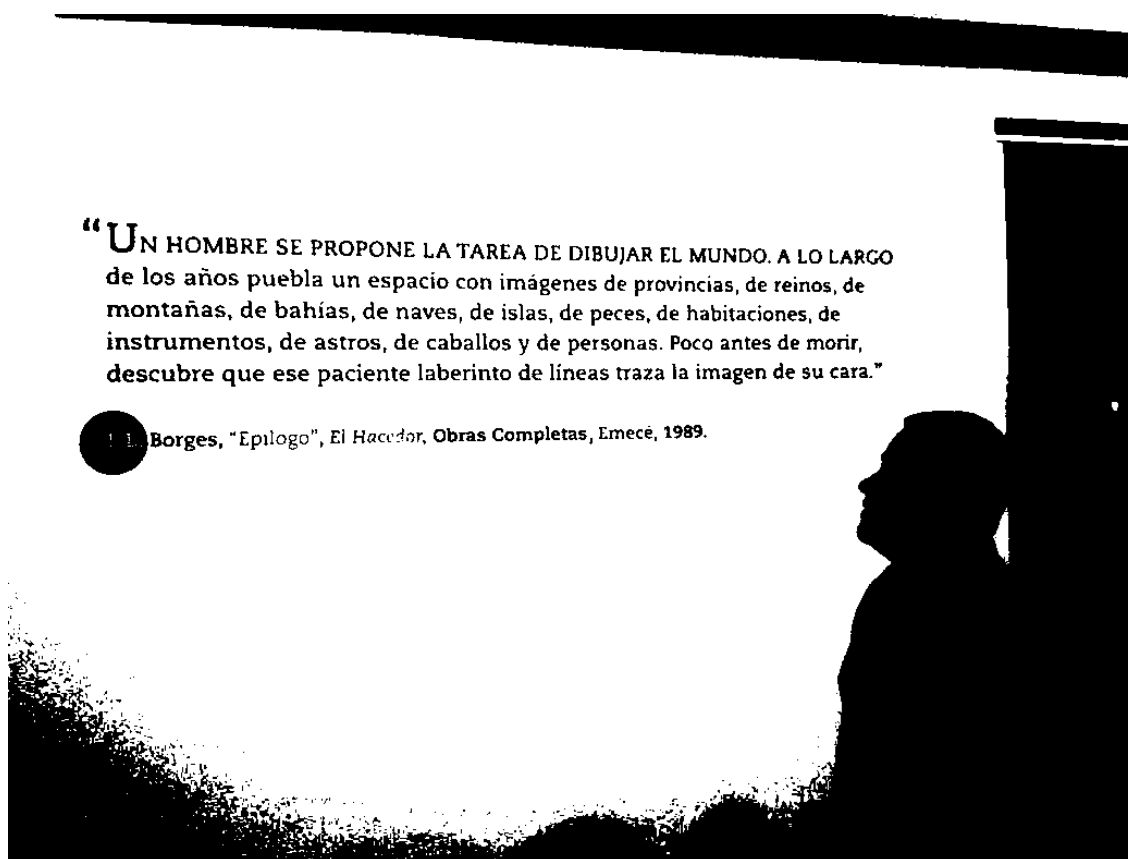 “UN HOMBRE SE PROPONE LA TAREA DE DIBUJAR EL MUNDO. A LO LARGO
de los años puebla un espacio con imágenes de provincias, de reinos, de
montañas, de bahías, de naves, de islas, de peces, de habitaciones, de
instrumentos, de astros, de caballos y de personas. Poco antes de morir,
descubre que ese paciente laberinto de líneas traza la imagen de su cara.”
Borges, “Epílogo”, El Hacedor, Obras Completas, Emecé, 1989.